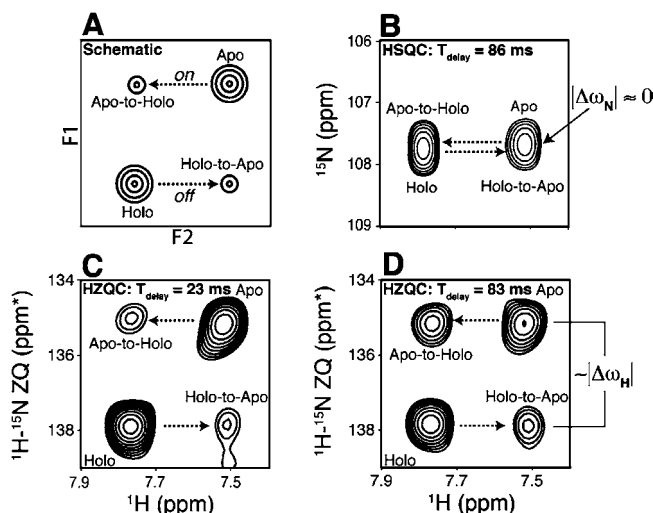 A
Schematic
Apo
on
Apo-to-Holo
Holo-to-Apo
off
Holo
F1
F2
B
HSQC: T_delay = 86 ms
106
107
108
109
¹⁵N (ppm)
Apo-to-Holo
Apo
Holo
Holo-to-Apo
|Δω_N| ≈ 0
C
HZQC: T_delay = 23 ms
Apo
134
136
138
¹H-¹⁵N ZQ (ppm*)
Apo-to-Holo
Holo-to-Apo
Holo
7.9
7.5
¹H (ppm)
D
HZQC: T_delay = 83 ms
Apo
134
136
138
¹H-¹⁵N ZQ (ppm*)
Apo-to-Holo
Holo-to-Apo
Holo
~|Δω_H|
7.9
7.5
¹H (ppm)